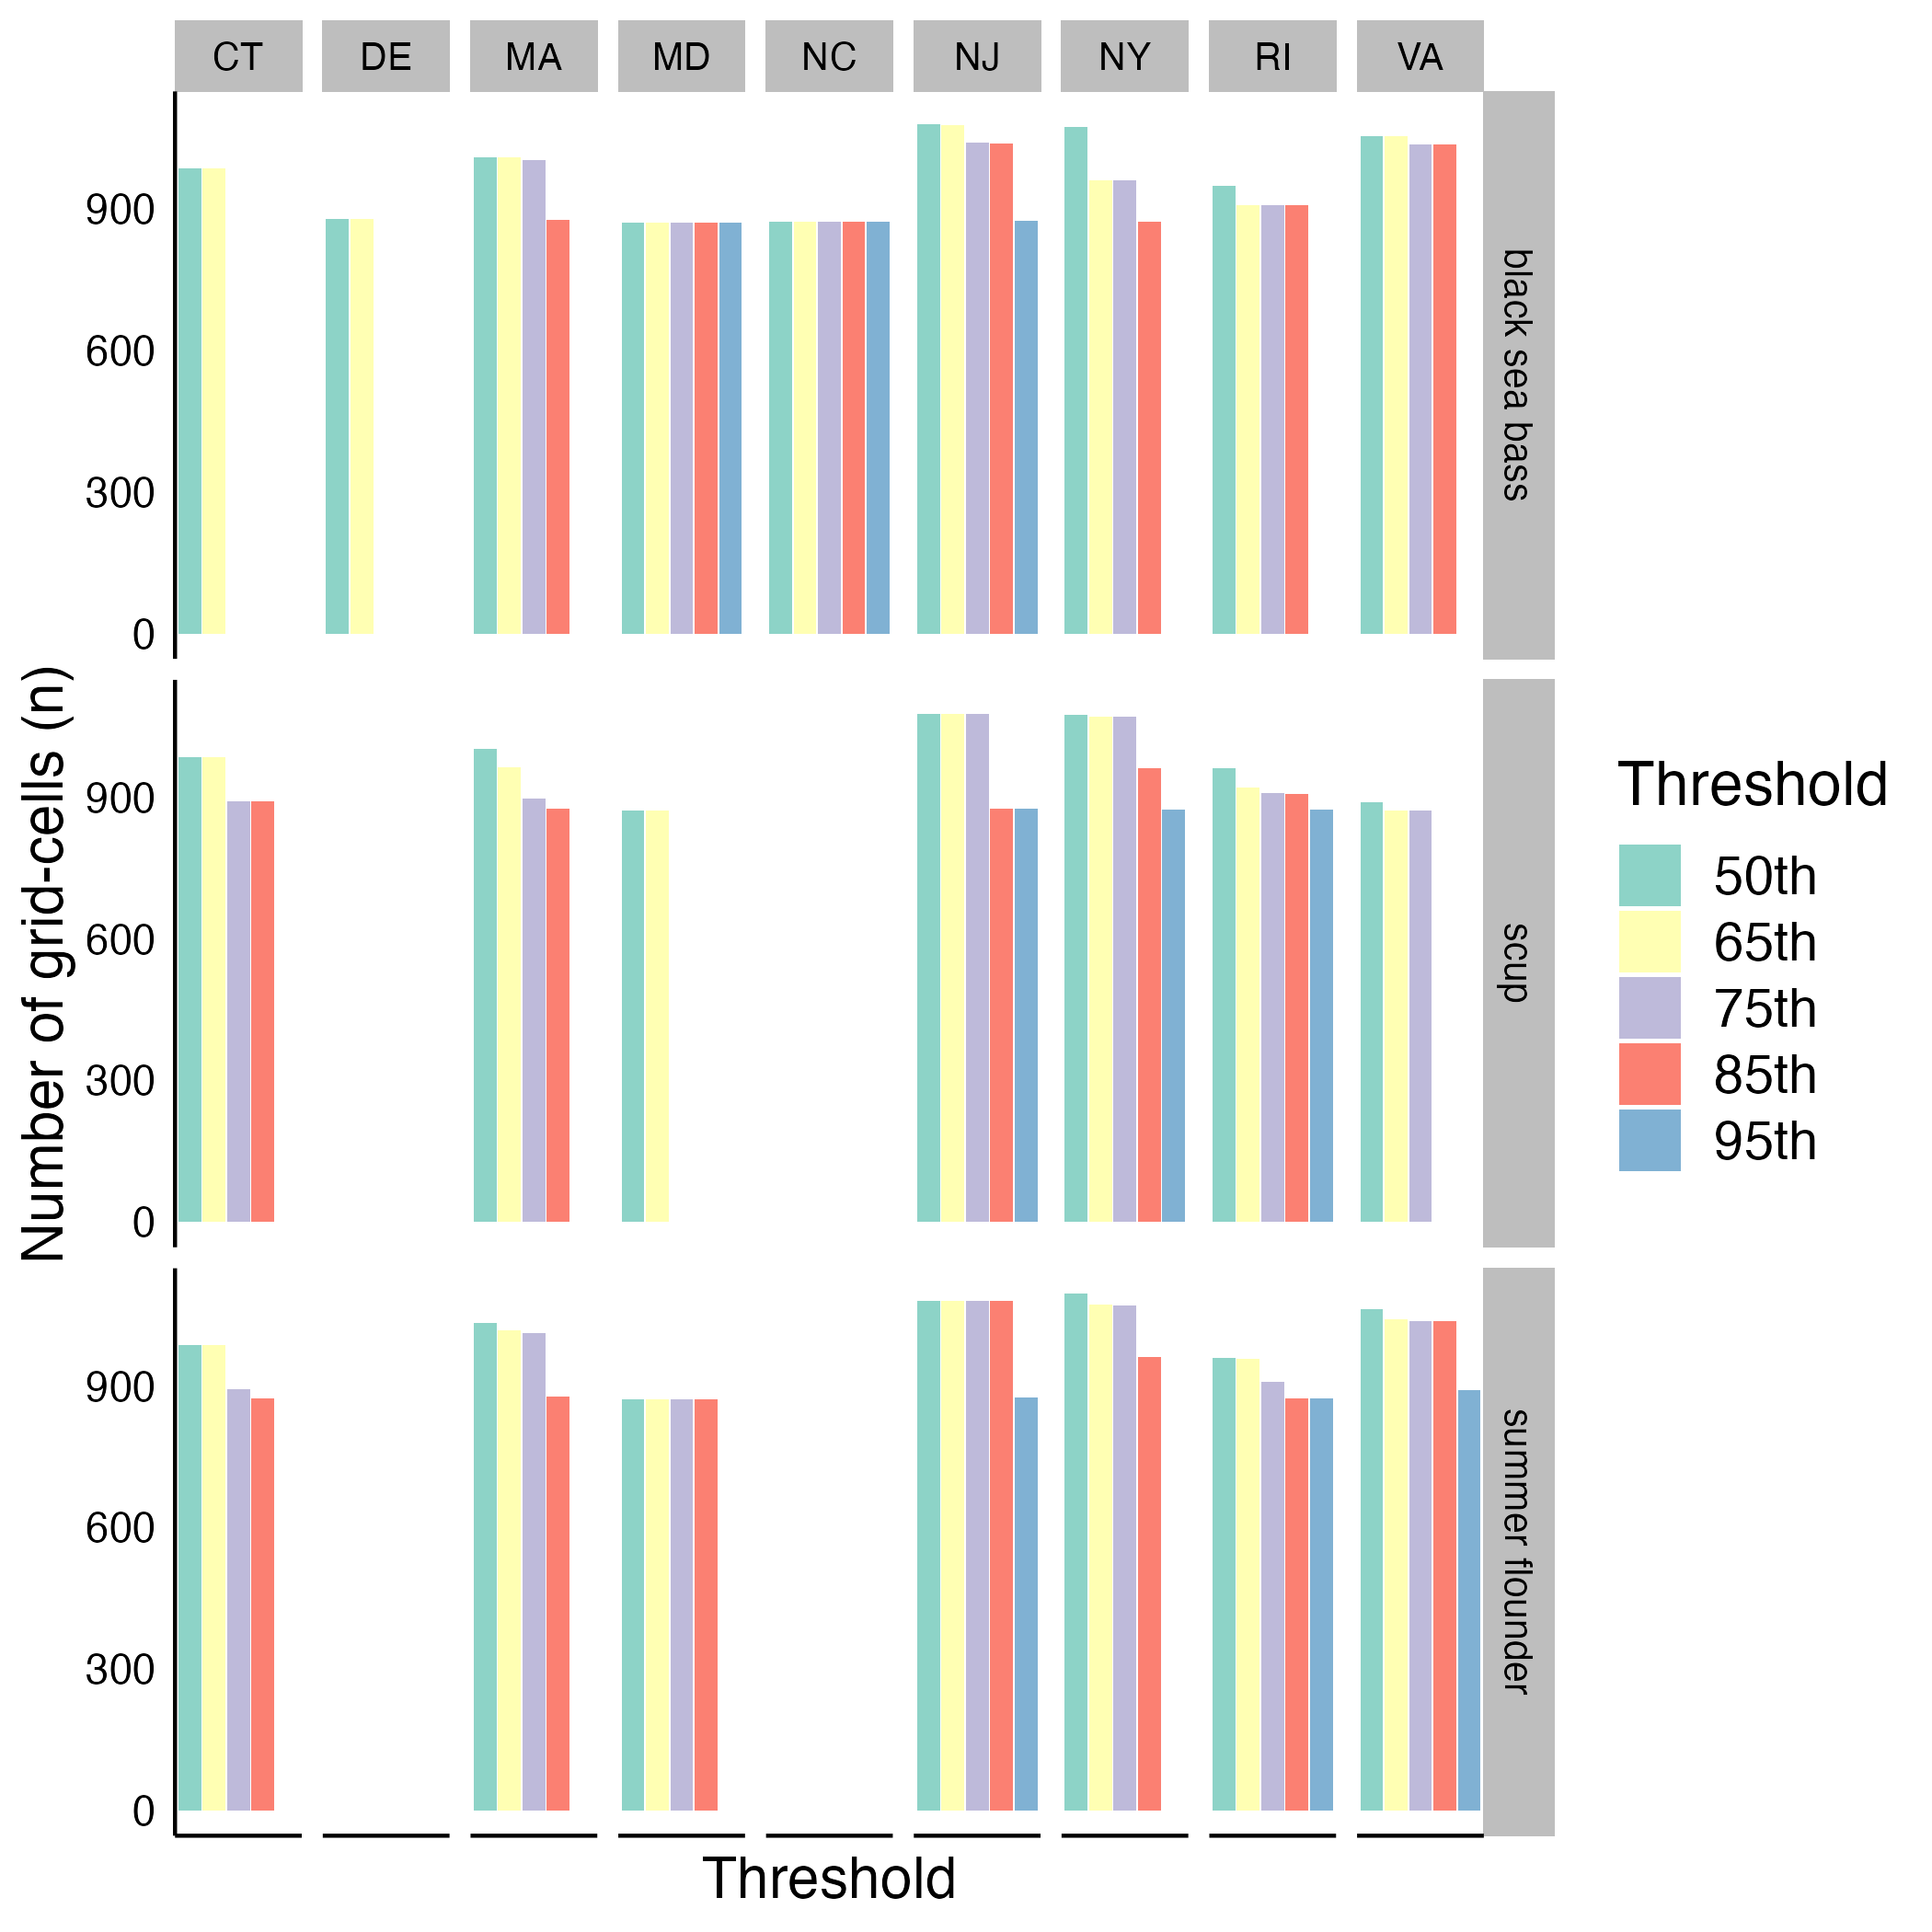 CT DE MA MD NC NJ NY RI VA
900
600
300
0
black sea bass
900
600
300
0
scup
900
600
300
0
summer flounder
Number of grid-cells (n)
Threshold
Threshold
50th
65th
75th
85th
95th